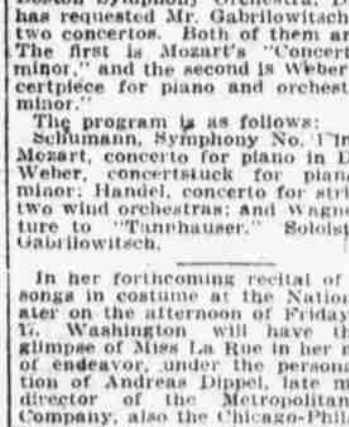 Boston Symphony Orchestra, D
has requested Mr. Gabrilowitsch
two concertos. Both of them ar
The first is Mozart's "Concert
minor," and the second is Weber
certpiece for piano and orchest
minor."
The program is as follows:
Schumann, Symphony No. 1 in
Mozart, concerto for piano in D
Weber, concertstuck for pian
minor; Handel, concerto for stri
two wind orchestras; and Wagne
ture to "Tannhauser." Soloist
Gabrilowitsch.
In her forthcoming recital of
songs in costume at the Nation
ater on the afternoon of Friday
Washington will have th
glimpse of Miss La Rue in her n
of endeavor, under the persona
tion of Andreas Dippel, late m
director of the Metropolitan
Company, also the Chicago-Phil